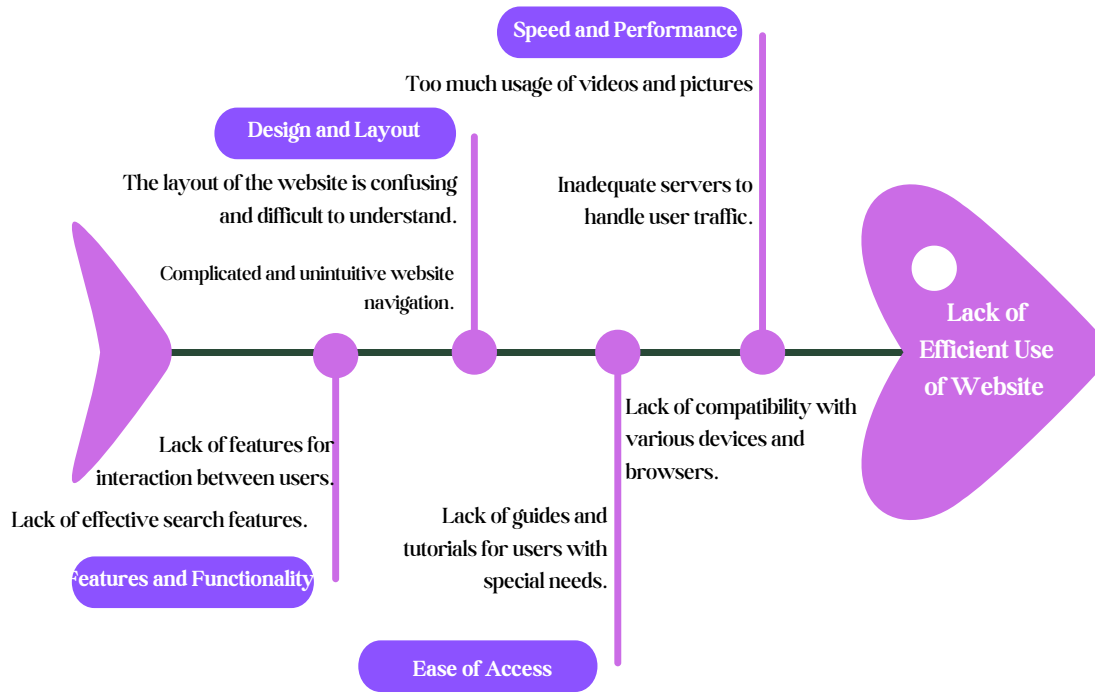 Speed and Performance
Too much usage of videos and pictures
Inadequate servers to
handle user traffic.
Design and Layout
The layout of the website is confusing
and difficult to understand.
Complicated and unintuitive website
navigation.
Lack of
Efficient Use
of Website
Lack of features for
interaction between users.
Lack of effective search features.
Features and Functionality
Lack of compatibility with
various devices and
browsers.
Lack of guides and
tutorials for users with
special needs.
Ease of Access